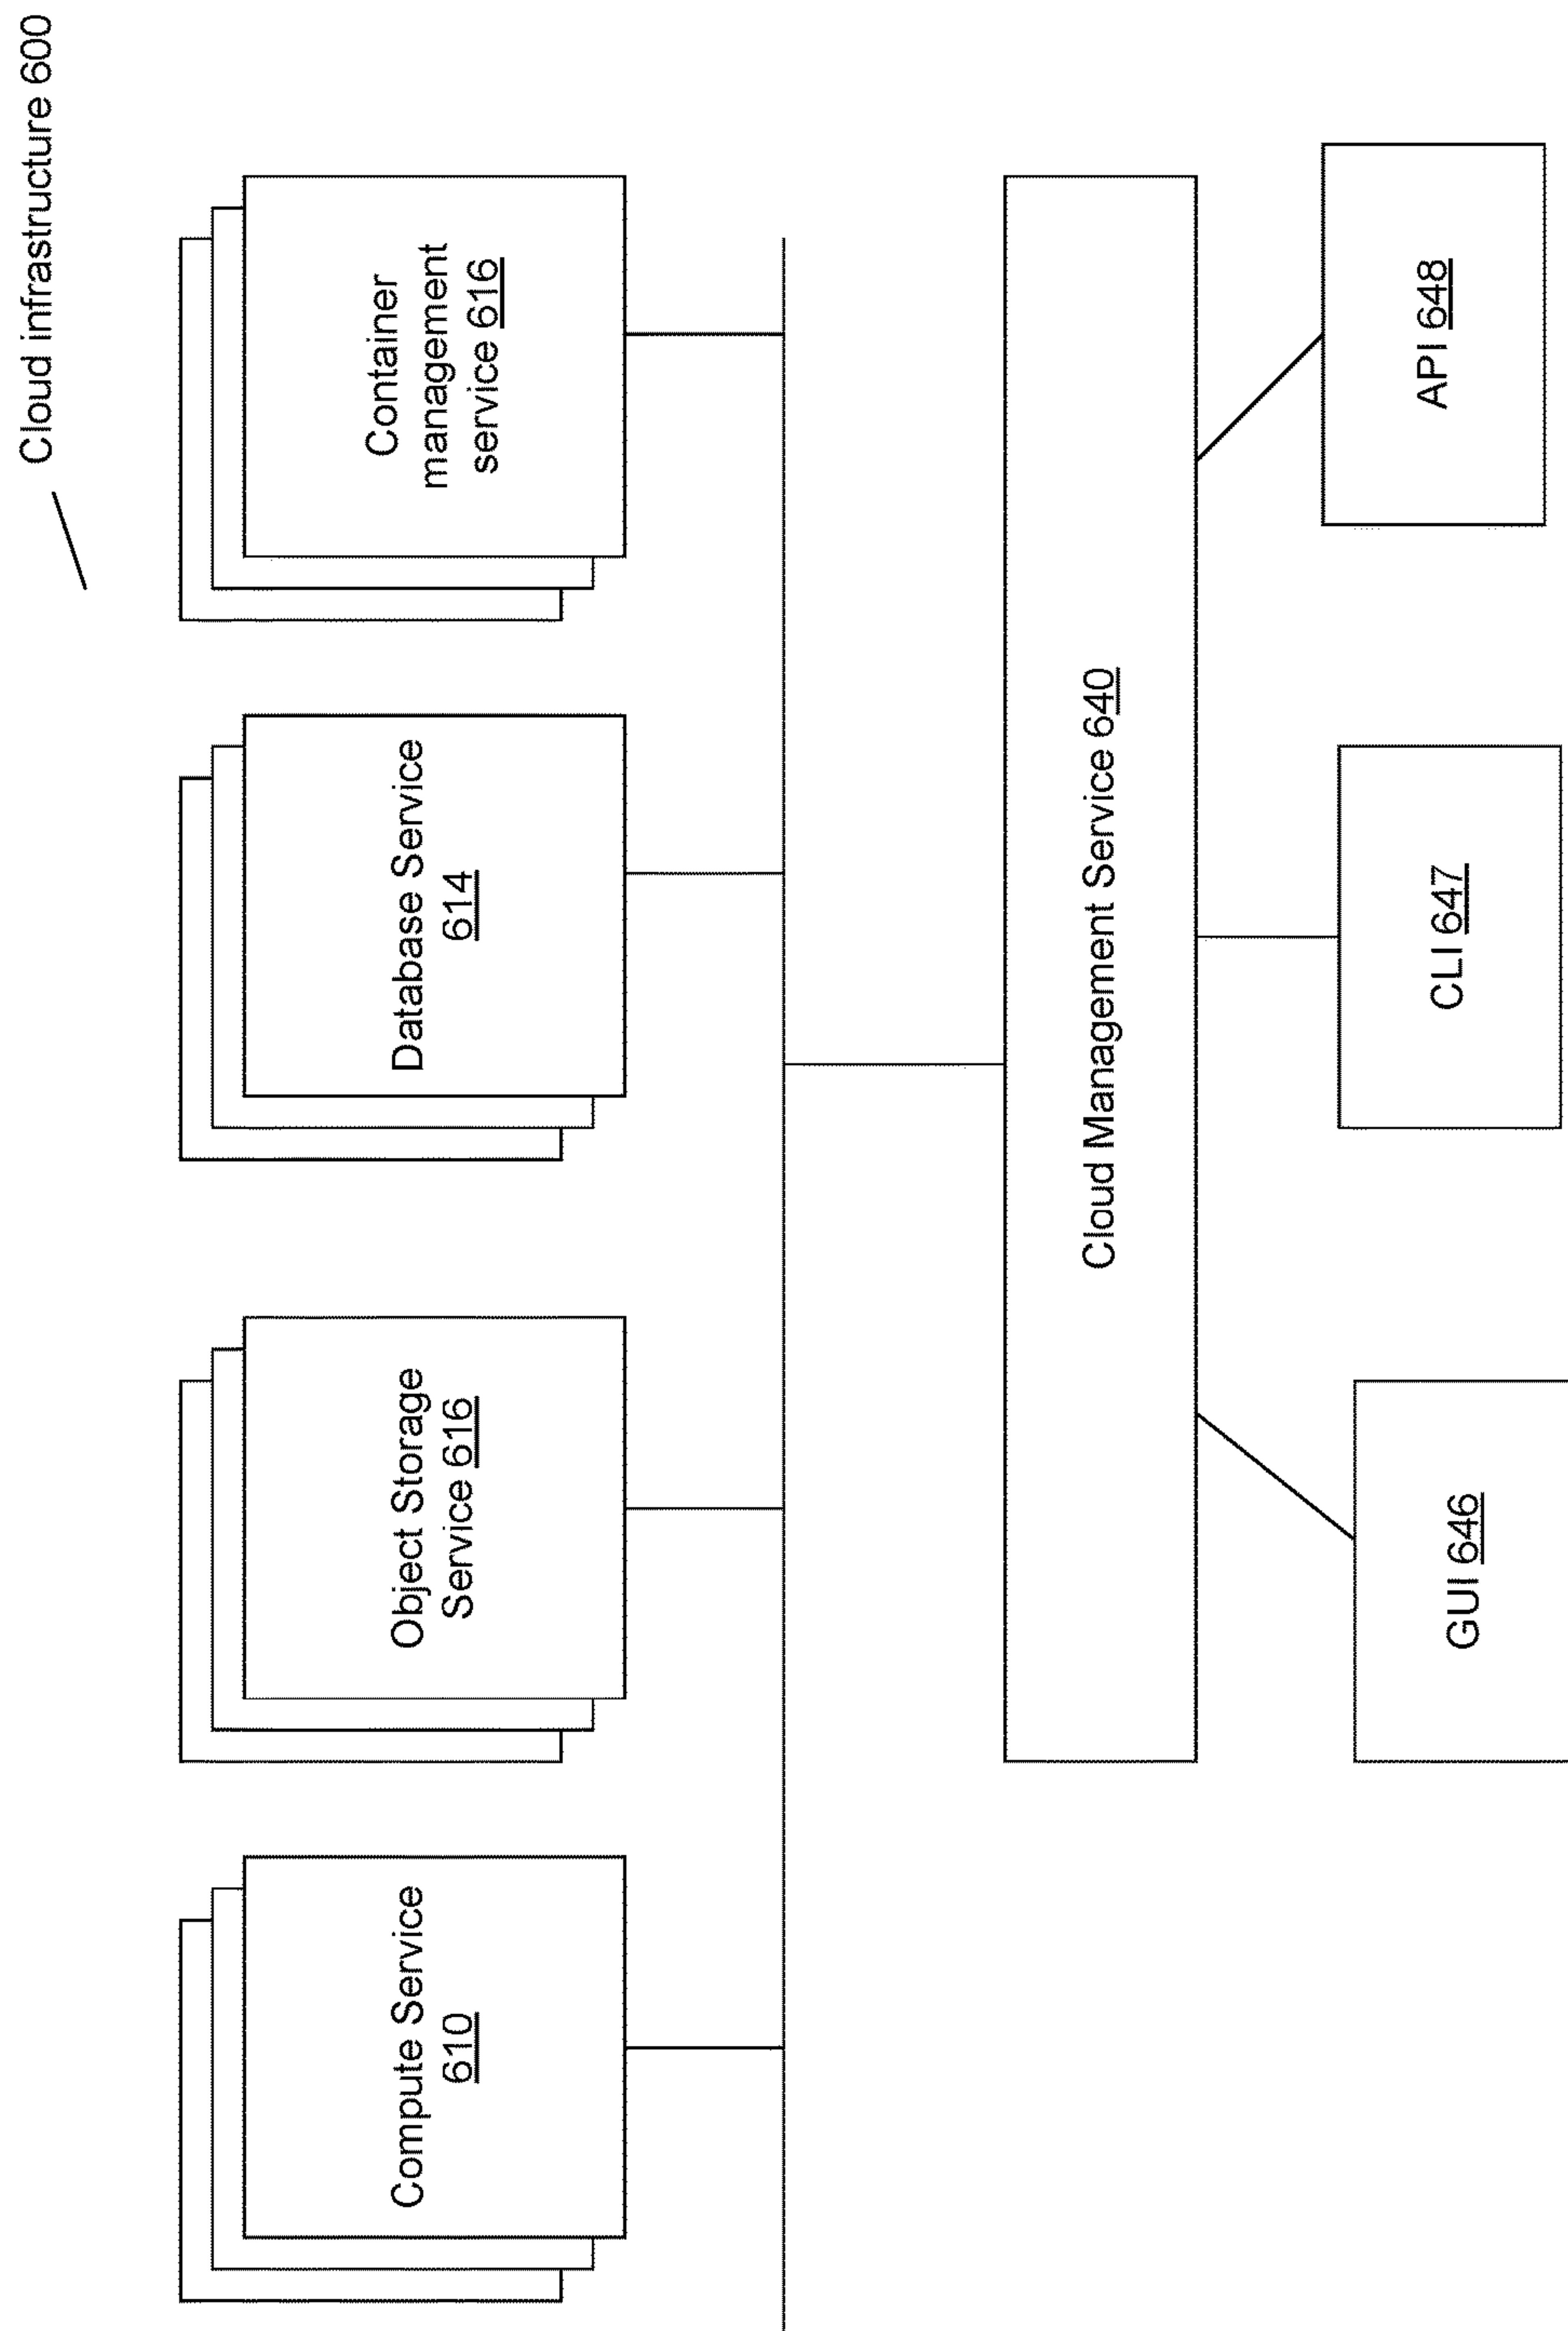 Cloud infrastructure 600
Compute Service
610
Object Storage
Service 616
Database Service
614
Container
management
service 616
Cloud Management Service 640
GUI 646
CLI 647
API 648